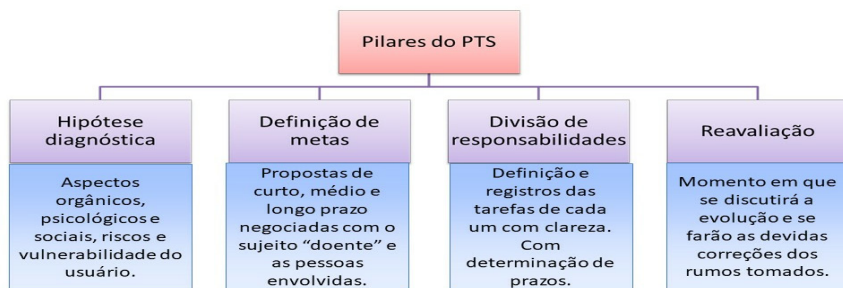 Pilares do PTS
Hipótese
diagnóstica
Aspectos
orgânicos,
psicológicos e
sociais, riscos e
vulnerabilidade do
usuário.
Definição de
metas
Propostas de
curto, médio e
longo prazo
negociadas com o
sujeito “doente” e
as pessoas
envolvidas.
Divisão de
responsabilidades
Definição e
registros das
tarefas de cada
um com clareza.
Com
determinação de
prazos.
Reavaliação
Momento em que
se discutirá a
evolução e se
farão as devidas
correções dos
rumos tomados.